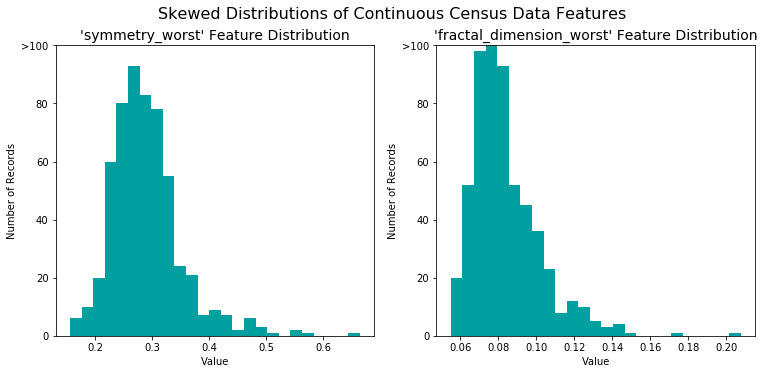 Skewed Distributions of Continuous Census Data Features
'symmetry_worst' Feature Distribution
Number of Records
>100
80
60
40
20
0
0.2 0.3 0.4 0.5 0.6
Value
'fractal_dimension_worst' Feature Distribution
Number of Records
>100
80
60
40
20
0
0.06 0.08 0.10 0.12 0.14 0.16 0.18 0.20
Value